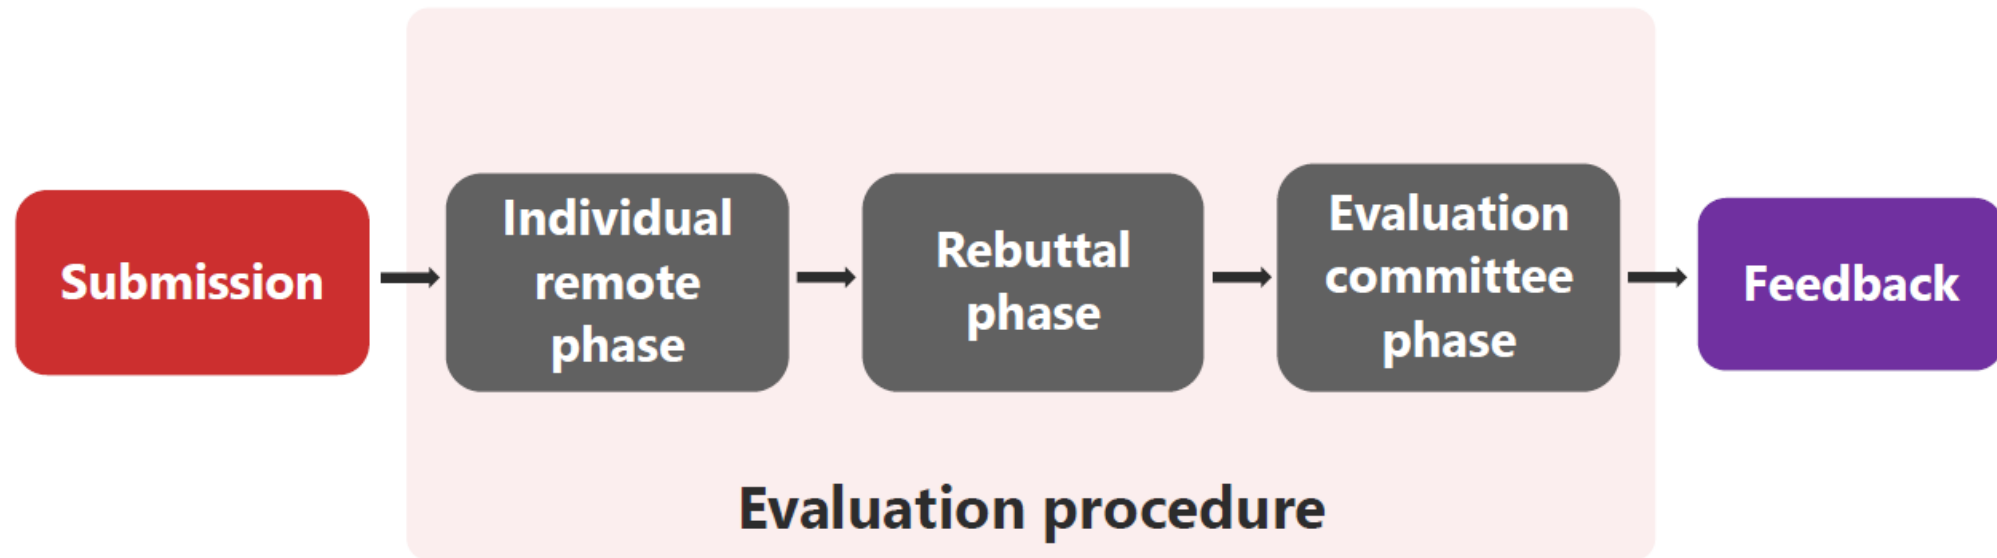 Submission
Individual
remote
phase
Rebuttal
phase
Evaluation
committee
phase
Feedback
Evaluation procedure